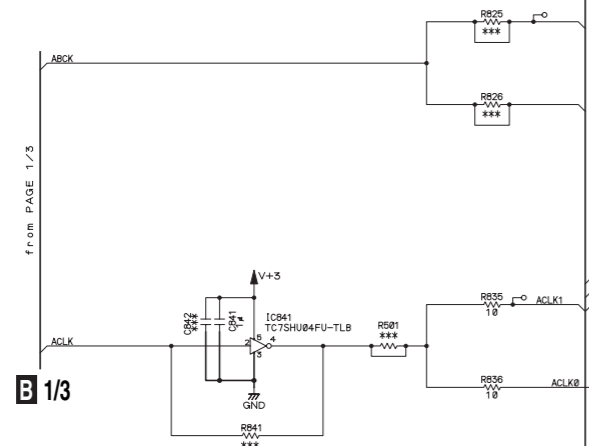 R825
***
ABCK
R826
***
from PAGE 1/3
V+3
C842
***
C841
1μ
IC841
TC7SHU04FU-TLB
5
2
4
3
R501
***
R835
10
ACLK1
ACLK
R836
10
ACLK0
GND
B 1/3
R841
***